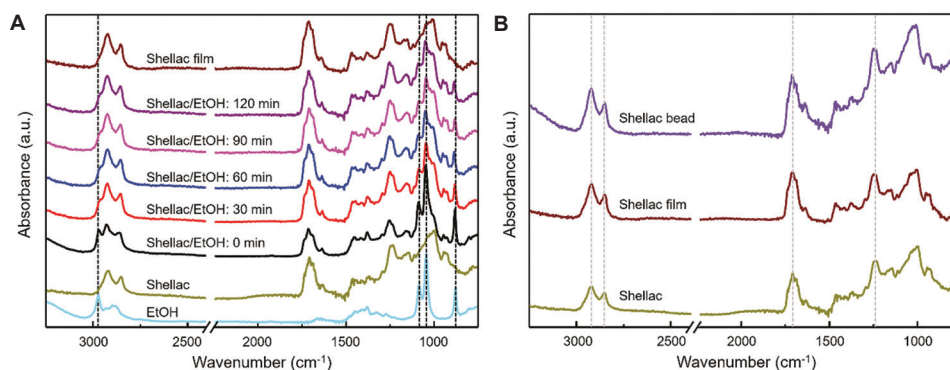 A
B
Absorbance (a.u.)
Shellac film
Shellac/EtOH: 120 min
Shellac/EtOH: 90 min
Shellac/EtOH: 60 min
Shellac/EtOH: 30 min
Shellac/EtOH: 0 min
Shellac
EtOH
3000 2500 2000 1500 1000
Wavenumber (cm⁻¹)
Absorbance (a.u.)
Shellac bead
Shellac film
Shellac
3000 2500 2000 1500 1000
Wavenumber (cm⁻¹)